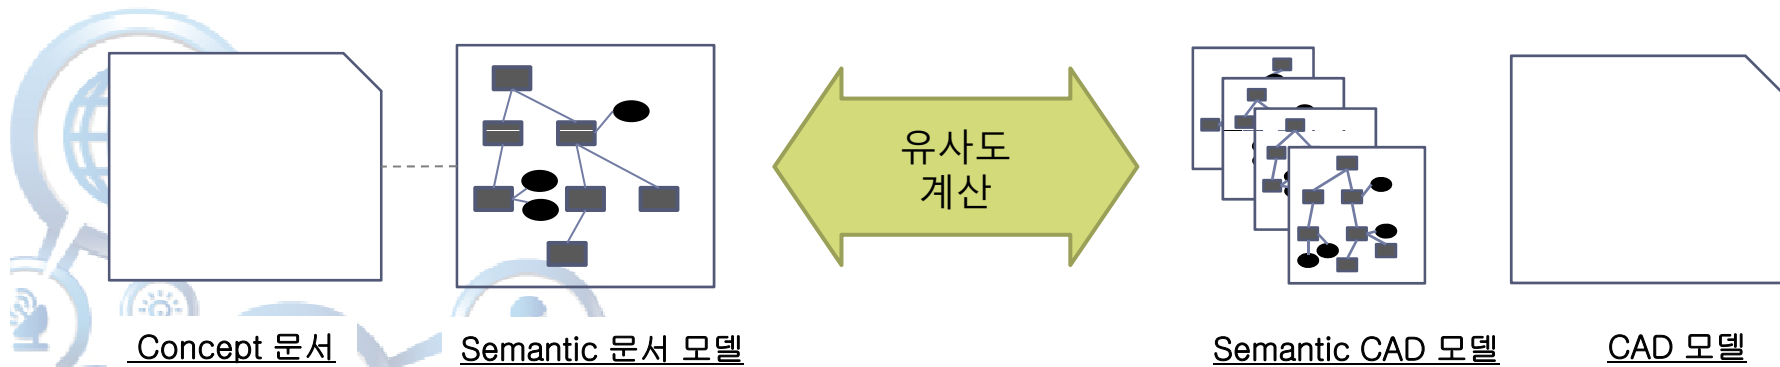 유사도
계산
Concept 문서
Semantic 문서 모델
Semantic CAD 모델
CAD 모델